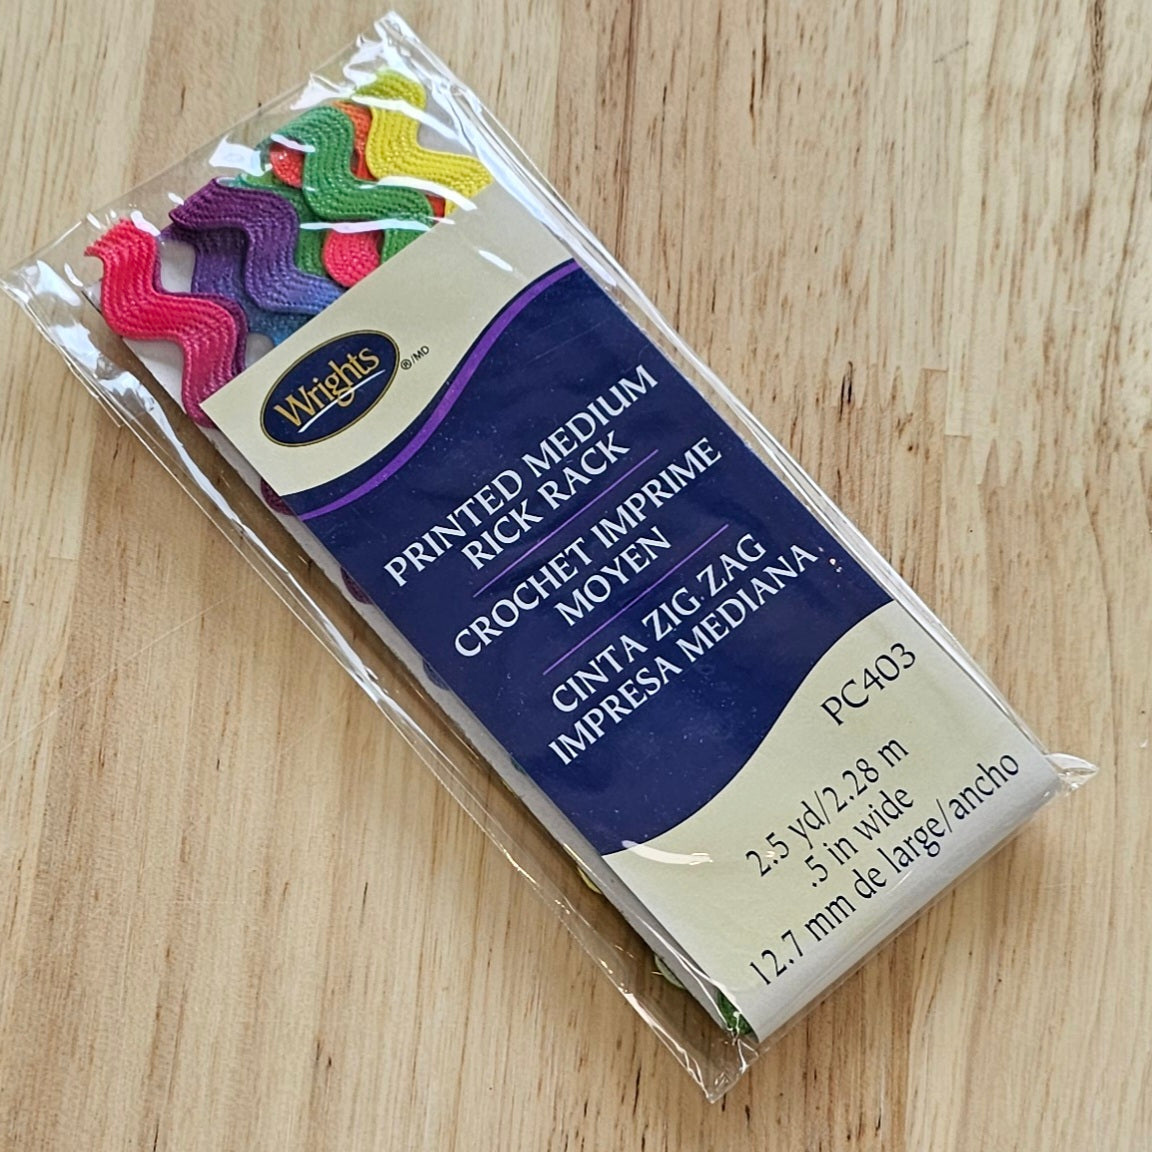 Wrights ®/MD
PRINTED MEDIUM
RICK RACK
CROCHET IMPRIME
MOYEN
CINTA ZIG ZAG
IMPRESA MEDIANA
PC403
2.5 yd/2.28 m
.5 in wide
12.7 mm de large/ancho